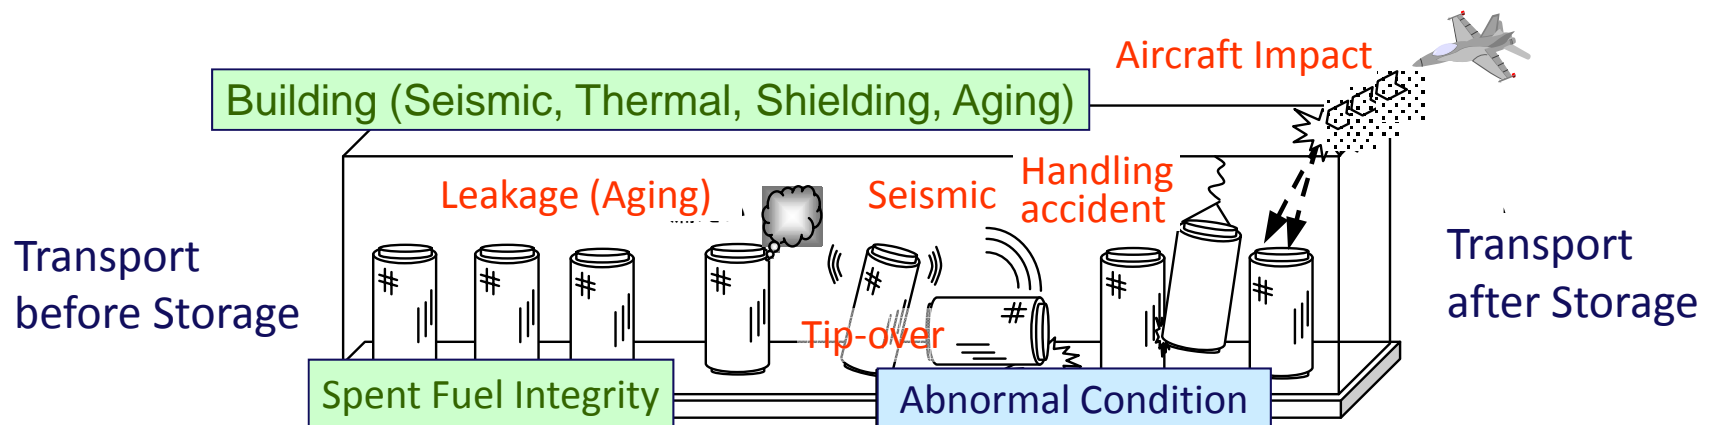 Aircraft Impact
Building (Seismic, Thermal, Shielding, Aging)
Leakage (Aging)
Seismic
Handling
accident
Transport
before Storage
Transport
after Storage
Tip-over
Spent Fuel Integrity
Abnormal Condition